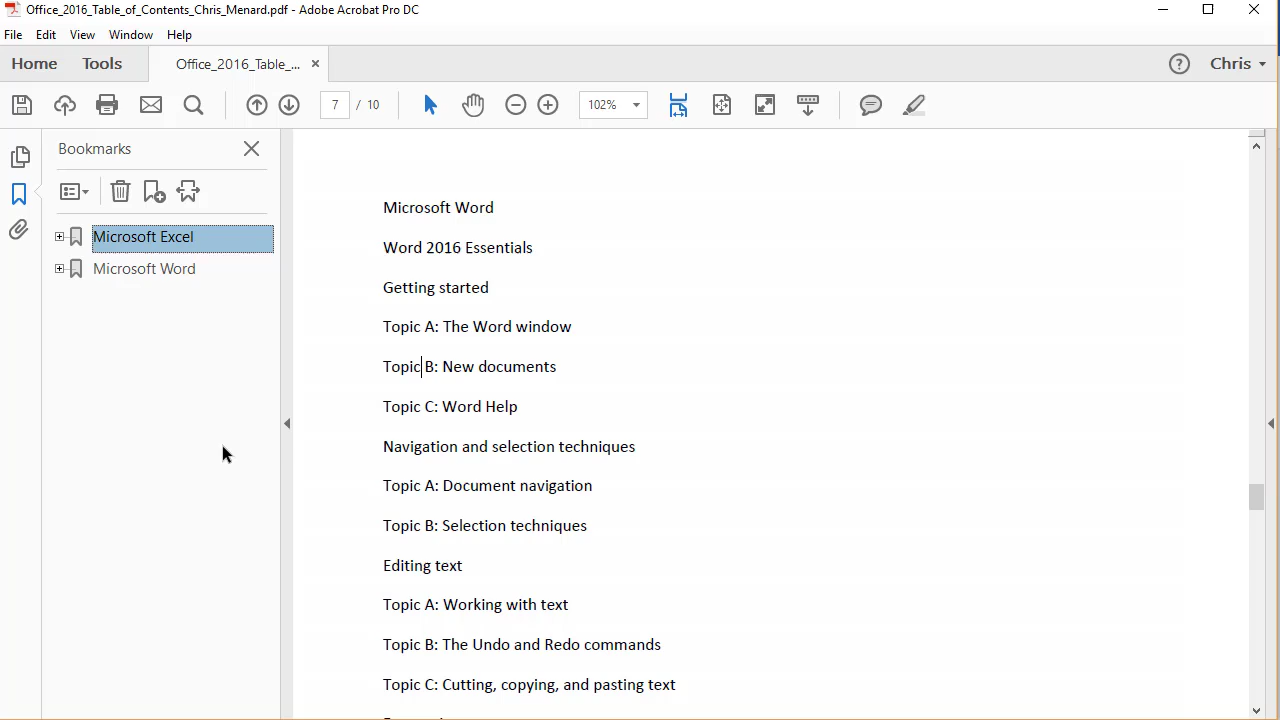 Office_2016_Table_of_Contents_Chris_Menard.pdf - Adobe Acrobat Pro DC
File Edit View Window Help
Home Tools Office_2016_Table_... × Chris
7 / 10 102%
Bookmarks
Microsoft Excel
Microsoft Word
Microsoft Word
Word 2016 Essentials
Getting started
Topic A: The Word window
Topic B: New documents
Topic C: Word Help
Navigation and selection techniques
Topic A: Document navigation
Topic B: Selection techniques
Editing text
Topic A: Working with text
Topic B: The Undo and Redo commands
Topic C: Cutting, copying, and pasting text